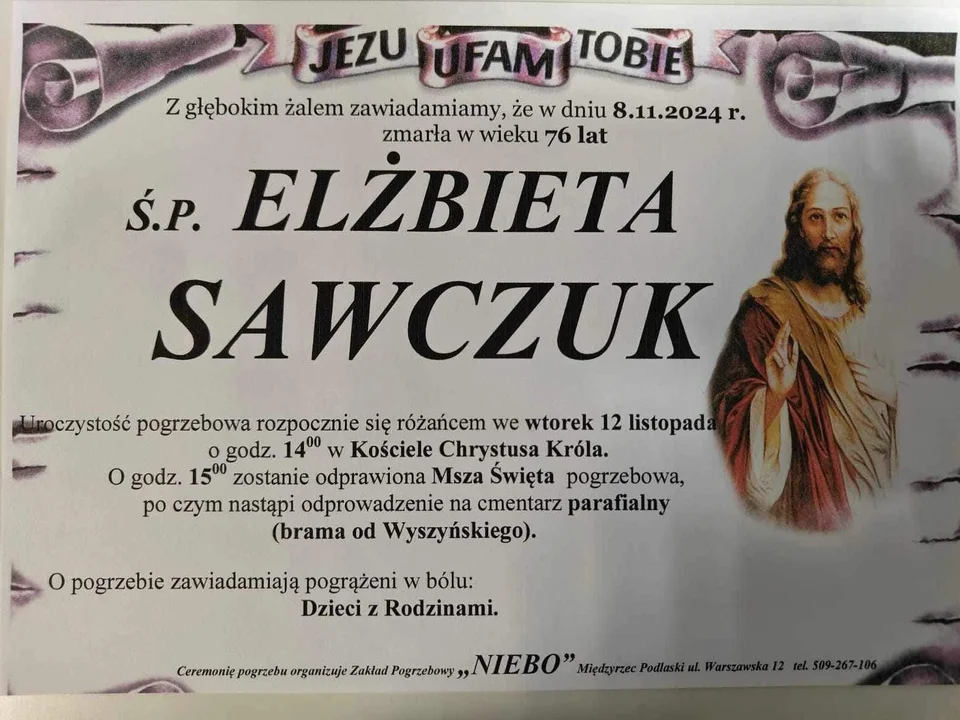 JEZU UFAM TOBIE
Z głębokim żalem zawiadamiamy, że w dniu 8.11.2024 r.
zmarła w wieku 76 lat
Ś.P. ELŻBIETA
SAWCZUK
Uroczystość pogrzebowa rozpocznie się różańcem we wtorek 12 listopada
o godz. 14⁰⁰ w Kościele Chrystusa Króla.
O godz. 15⁰⁰ zostanie odprawiona Msza Święta pogrzebowa,
po czym nastąpi odprowadzenie na cmentarz parafialny
(brama od Wyszyńskiego).
O pogrzebie zawiadamiają pogrążeni w bólu:
Dzieci z Rodzinami.
Ceremonię pogrzebu organizuje Zakład Pogrzebowy „NIEBO” Międzyrzec Podlaski ul. Warszawska 12 tel. 509-267-106